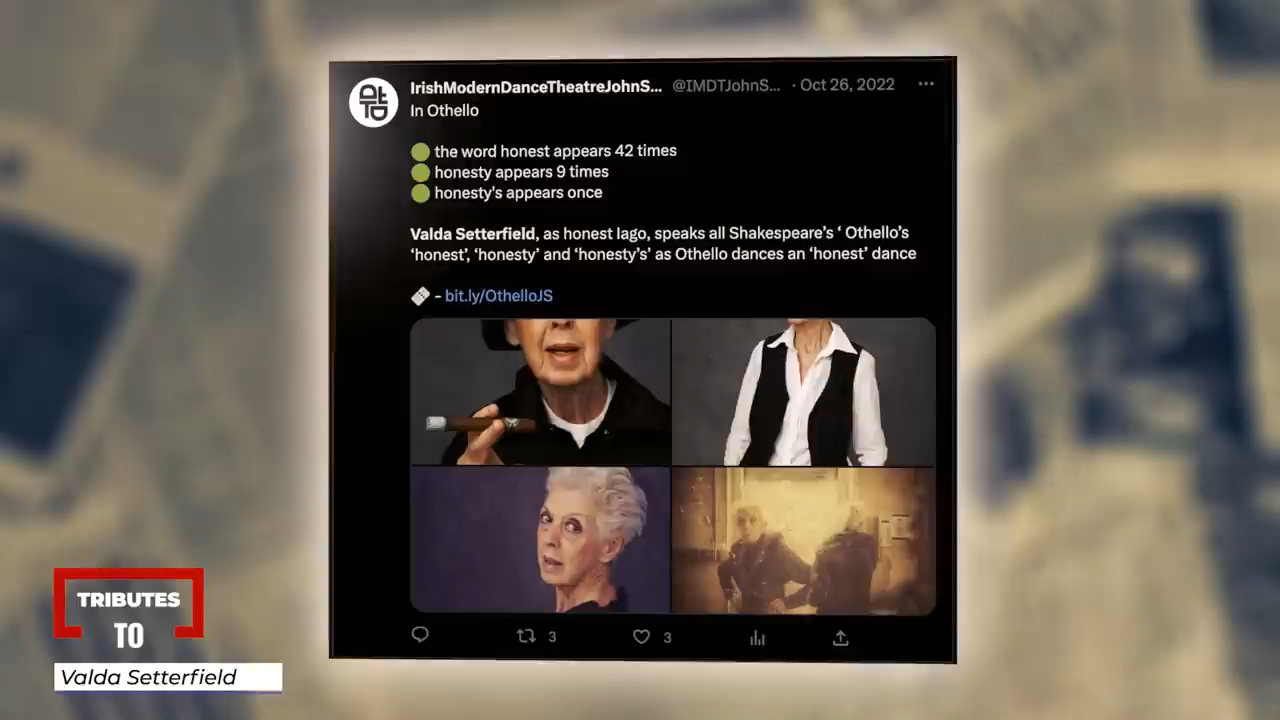 IrishModernDanceTheatreJohnS... @IMDTJohnS... · Oct 26, 2022
In Othello
the word honest appears 42 times
honesty appears 9 times
honesty's appears once
Valda Setterfield, as honest Iago, speaks all Shakespeare's ‘ Othello's
‘honest’, ‘honesty’ and ‘honesty's’ as Othello dances an ‘honest’ dance
- bit.ly/OthelloJS
3 3
TRIBUTES
TO
Valda Setterfield